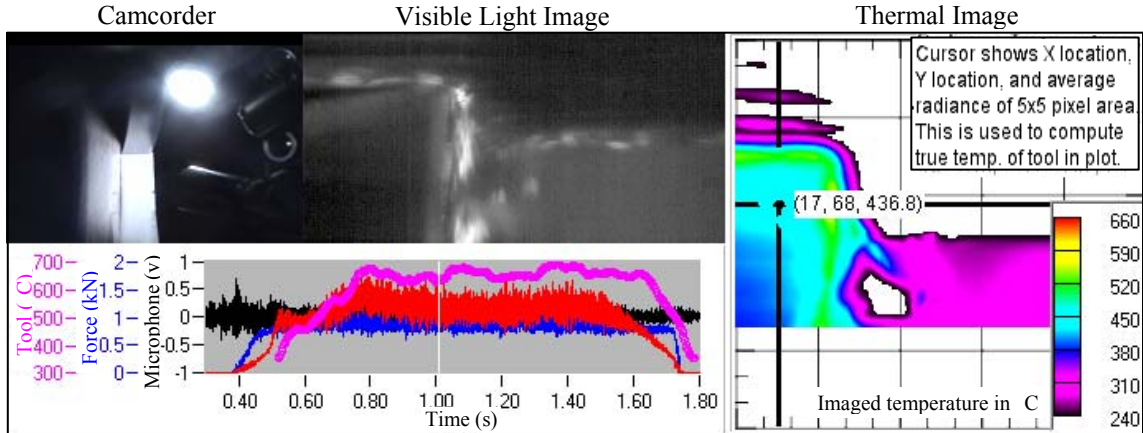 Camcorder
Visible Light Image
Thermal Image
Cursor shows X location,
Y location, and average
radiance of 5x5 pixel area
This is used to compute
true temp. of tool in plot.
(17, 68, 436.8)
660
590
520
450
380
310
240
Imaged temperature in C
Tool ( C)
700
600
500
400
300
Force (kN)
2
1.5
1
0.5
0
Microphone (v)
1
0.5
0
-0.5
-1
0.40 0.60 0.80 1.00 1.20 1.40 1.60 1.80
Time (s)